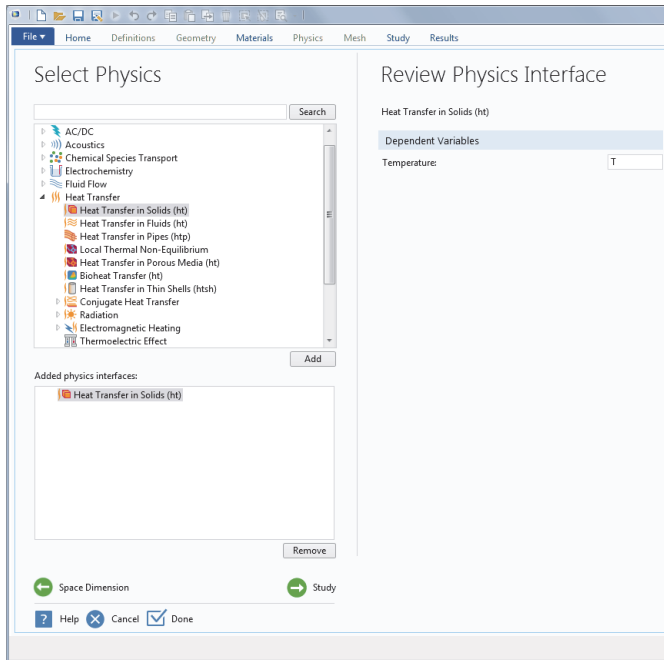 File Home Definitions Geometry Materials Physics Mesh Study Results
Select Physics
Search
AC/DC
Acoustics
Chemical Species Transport
Electrochemistry
Fluid Flow
Heat Transfer
Heat Transfer in Solids (ht)
Heat Transfer in Fluids (ht)
Heat Transfer in Pipes (htp)
Local Thermal Non-Equilibrium
Heat Transfer in Porous Media (ht)
Bioheat Transfer (ht)
Heat Transfer in Thin Shells (htsh)
Conjugate Heat Transfer
Radiation
Electromagnetic Heating
Thermoelectric Effect
Add
Added physics interfaces:
Heat Transfer in Solids (ht)
Remove
Space Dimension Study
? Help Cancel Done
Review Physics Interface
Heat Transfer in Solids (ht)
Dependent Variables
Temperature: T